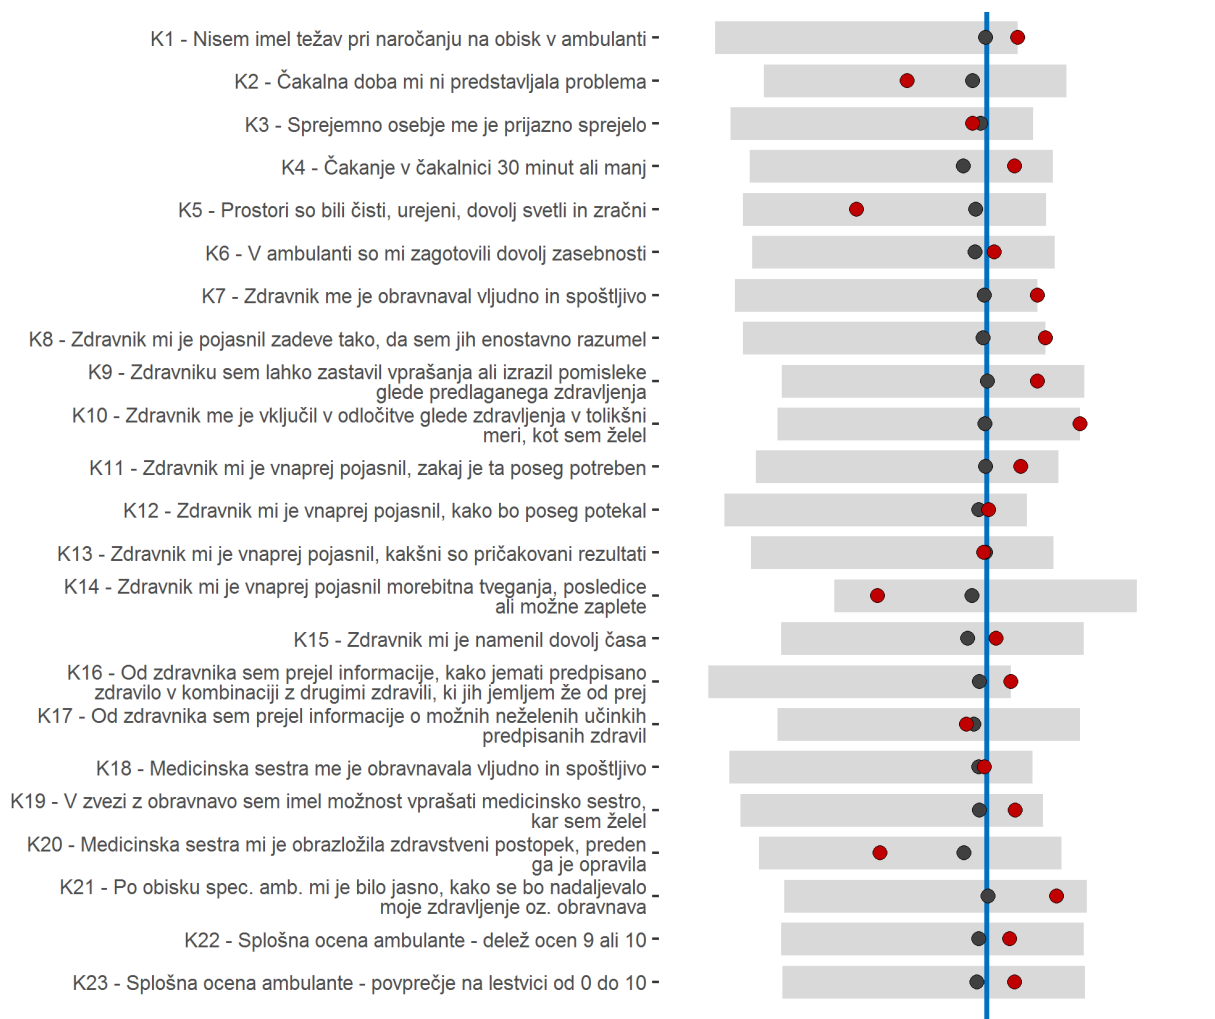 K1 - Nisem imel težav pri naročanju na obisk v ambulanti
K2 - Čakalna doba mi ni predstavljala problema
K3 - Sprejemno osebje me je prijazno sprejelo
K4 - Čakanje v čakalnici 30 minut ali manj
K5 - Prostori so bili čisti, urejeni, dovolj svetli in zračni
K6 - V ambulanti so mi zagotovili dovolj zasebnosti
K7 - Zdravnik me je obravnaval vljudno in spoštljivo
K8 - Zdravnik mi je pojasnil zadeve tako, da sem jih enostavno razumel
K9 - Zdravniku sem lahko zastavil vprašanja ali izrazil pomisleke
glede predlaganega zdravljenja
K10 - Zdravnik me je vključil v odločitve glede zdravljenja v tolikšni
meri, kot sem želel
K11 - Zdravnik mi je vnaprej pojasnil, zakaj je ta poseg potreben
K12 - Zdravnik mi je vnaprej pojasnil, kako bo poseg potekal
K13 - Zdravnik mi je vnaprej pojasnil, kakšni so pričakovani rezultati
K14 - Zdravnik mi je vnaprej pojasnil morebitna tveganja, posledice
ali možne zaplete
K15 - Zdravnik mi je namenil dovolj časa
K16 - Od zdravnika sem prejel informacije, kako jemati predpisano
zdravilo v kombinaciji z drugimi zdravili, ki jih jemljem že od prej
K17 - Od zdravnika sem prejel informacije o možnih neželenih učinkih
predpisanih zdravil
K18 - Medicinska sestra me je obravnavala vljudno in spoštljivo
K19 - V zvezi z obravnavo sem imel možnost vprašati medicinsko sestro,
kar sem želel
K20 - Medicinska sestra mi je obrazložila zdravstveni postopek, preden
ga je opravila
K21 - Po obisku spec. amb. mi je bilo jasno, kako se bo nadaljevalo
moje zdravljenje oz. obravnava
K22 - Splošna ocena ambulante - delež ocen 9 ali 10
K23 - Splošna ocena ambulante - povprečje na lestvici od 0 do 10